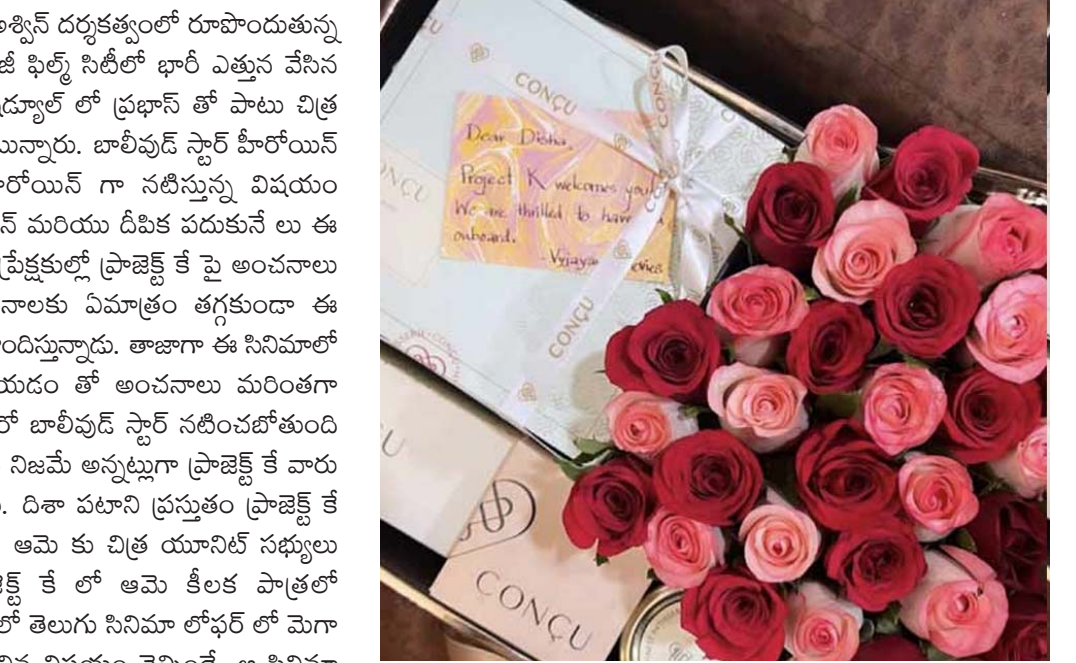 అశ్విన్ దర్శకత్వంలో రూపొందుతున్న
జీ ఫిల్మ్ సిటీలో భారీ ఎత్తున వేసిన
డ్యూల్ లో ప్రభాస్ తో పాటు చిత్ర
యున్నారు. బాలీవుడ్ స్టార్ హీరోయిన్
రోయిన్ గా నటిస్తున్న విషయం
న్ మరియు దీపిక పదుకునే లు ఈ
ప్రేక్షకుల్లో ప్రాజెక్ట్ కే పై అంచనాలు
నాలకు ఏమాత్రం తగ్గకుండా ఈ
ందిస్తున్నాడు. తాజాగా ఈ సినిమాలో
యడం తో అంచనాలు మరింతగా
రో బాలీవుడ్ స్టార్ నటించబోతుంది
నిజమే అన్నట్లుగా ప్రాజెక్ట్ కే వారు
. దిశా పటాని ప్రస్తుతం ప్రాజెక్ట్ కే
ఆమె కు చిత్ర యూనిట్ సభ్యులు
క్ట్ కే లో ఆమె కీలక పాత్రలో
లో తెలుగు సినిమా లోఫర్ లో మెగా
CONÇU
CONÇU
Dear Disha,
Project K welcomes you!
We are thrilled to have
onboard.
- Vyjaya ovies
CONÇU
CONÇU